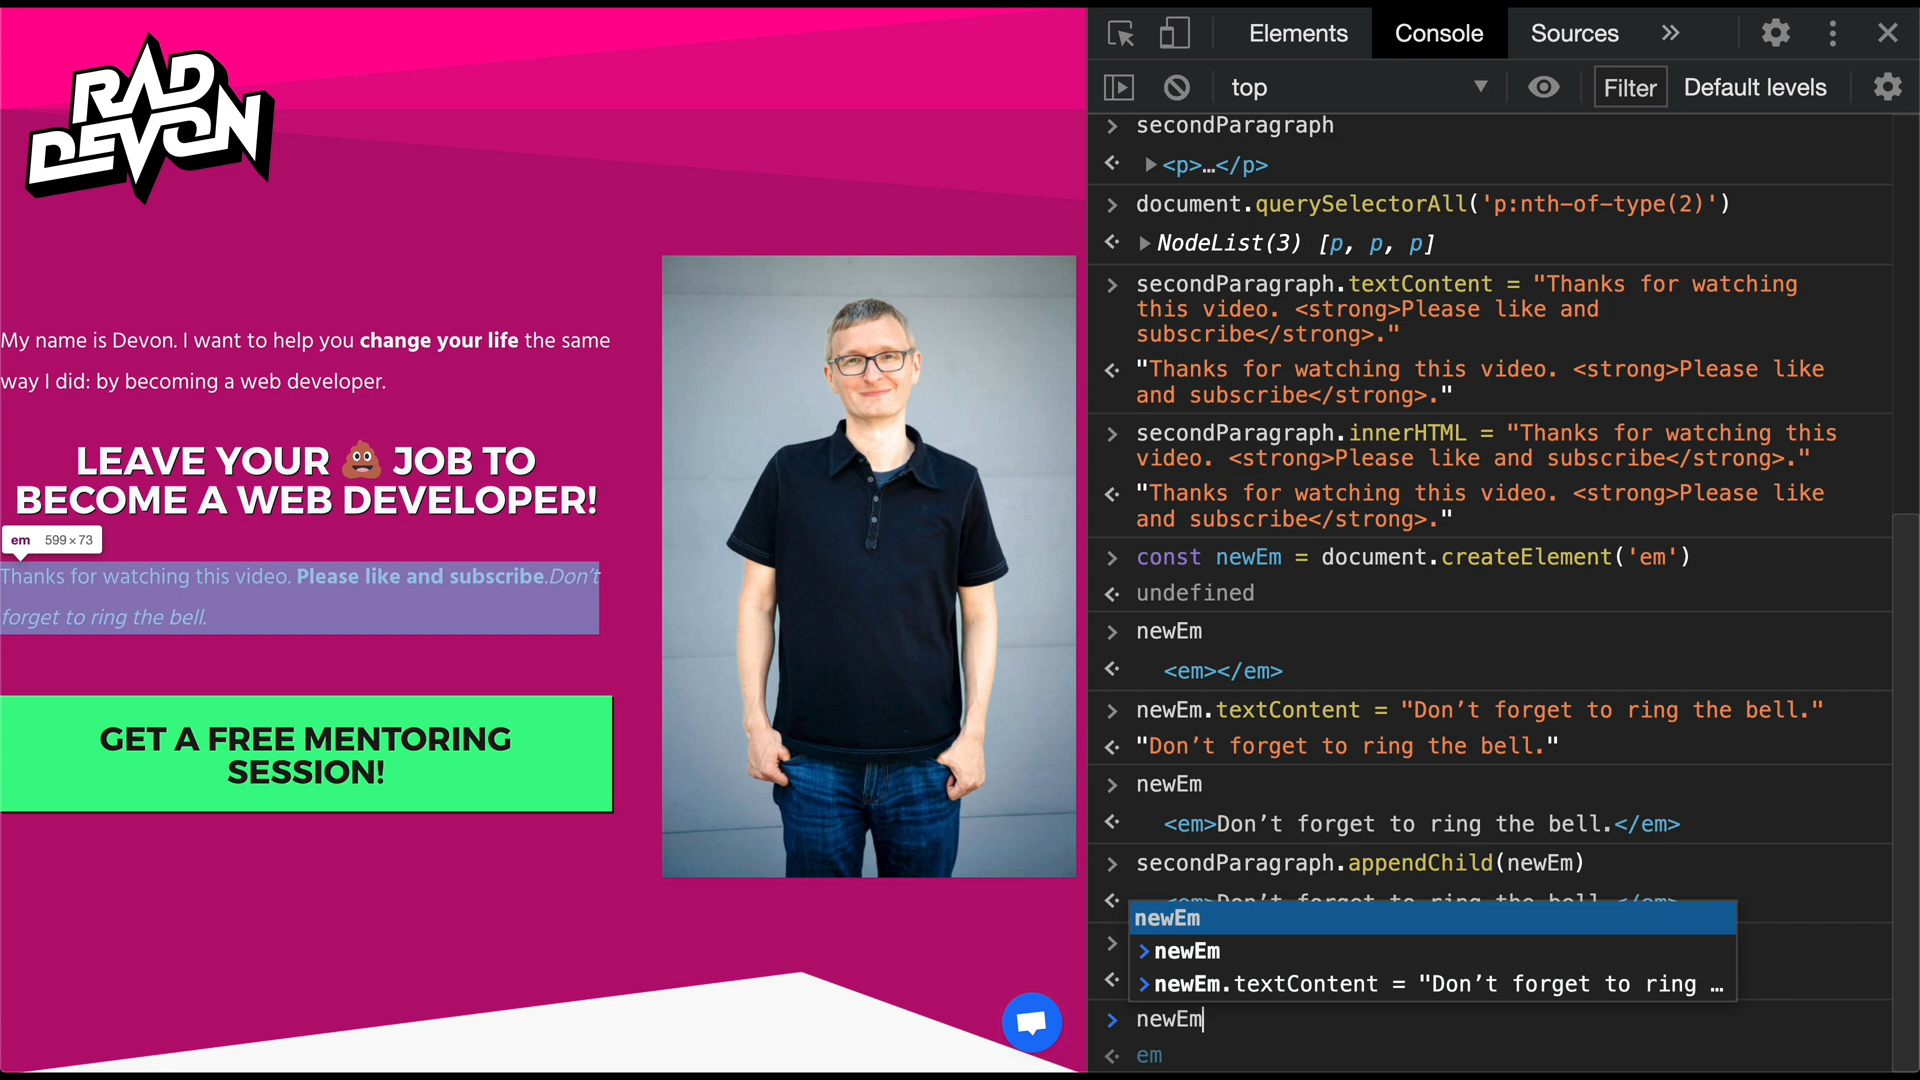 RAD
DEVON
My name is Devon. I want to help you change your life the same
way I did: by becoming a web developer.
LEAVE YOUR 💩 JOB TO
BECOME A WEB DEVELOPER!
em 599×73
Thanks for watching this video. Please like and subscribe.Don’t
forget to ring the bell.
GET A FREE MENTORING
SESSION!
Elements Console Sources »
top ▼ Filter Default levels
> secondParagraph
<p>…</p>
> document.querySelectorAll('p:nth-of-type(2)')
NodeList(3) [p, p, p]
> secondParagraph.textContent = "Thanks for watching
this video. <strong>Please like and
subscribe</strong>."
"Thanks for watching this video. <strong>Please like
and subscribe</strong>."
> secondParagraph.innerHTML = "Thanks for watching this
video. <strong>Please like and subscribe</strong>."
"Thanks for watching this video. <strong>Please like
and subscribe</strong>."
> const newEm = document.createElement('em')
undefined
> newEm
<em></em>
> newEm.textContent = "Don’t forget to ring the bell."
"Don’t forget to ring the bell."
> newEm
<em>Don’t forget to ring the bell.</em>
> secondParagraph.appendChild(newEm)
<em>Don’t forget to ring the bell.</em>
newEm
> newEm
> newEm.textContent = "Don’t forget to ring …
> newEm
em